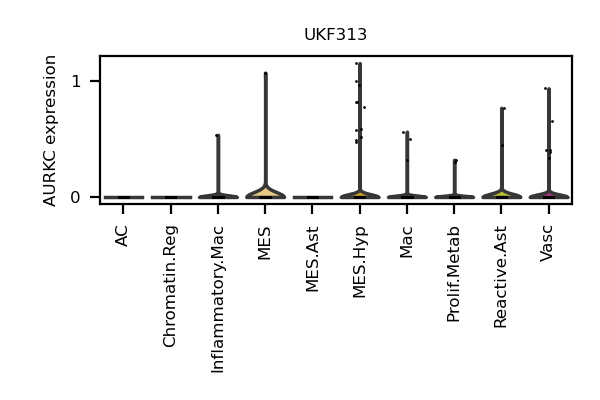 UKF313
AURKC expression
1
0
AC
Chromatin.Reg
Inflammatory.Mac
MES
MES.Ast
MES.Hyp
Mac
Prolif.Metab
Reactive.Ast
Vasc